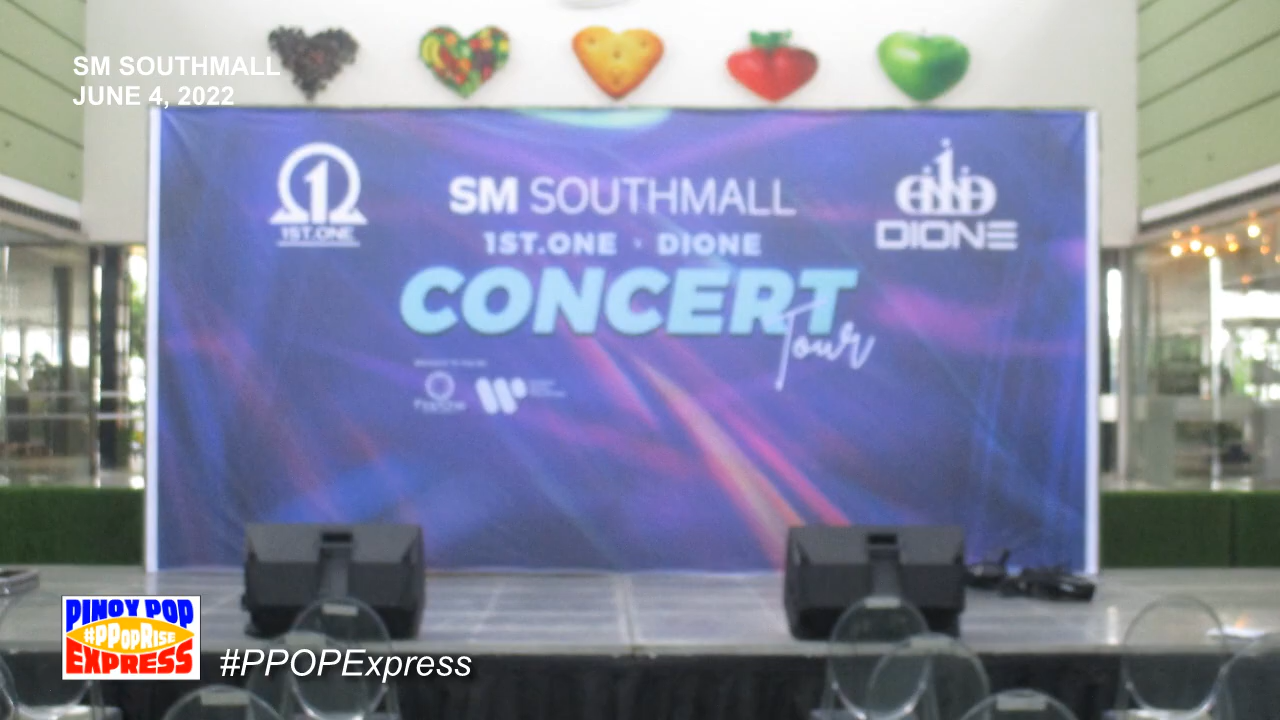 SM SOUTHMALL
JUNE 4, 2022
1
1ST.ONE
SM SOUTHMALL
1ST.ONE · DIONE
CONCERT
Tour
DIONE
PINOY POP
#PPOPRISE
EXPRESS
#PPOPExpress